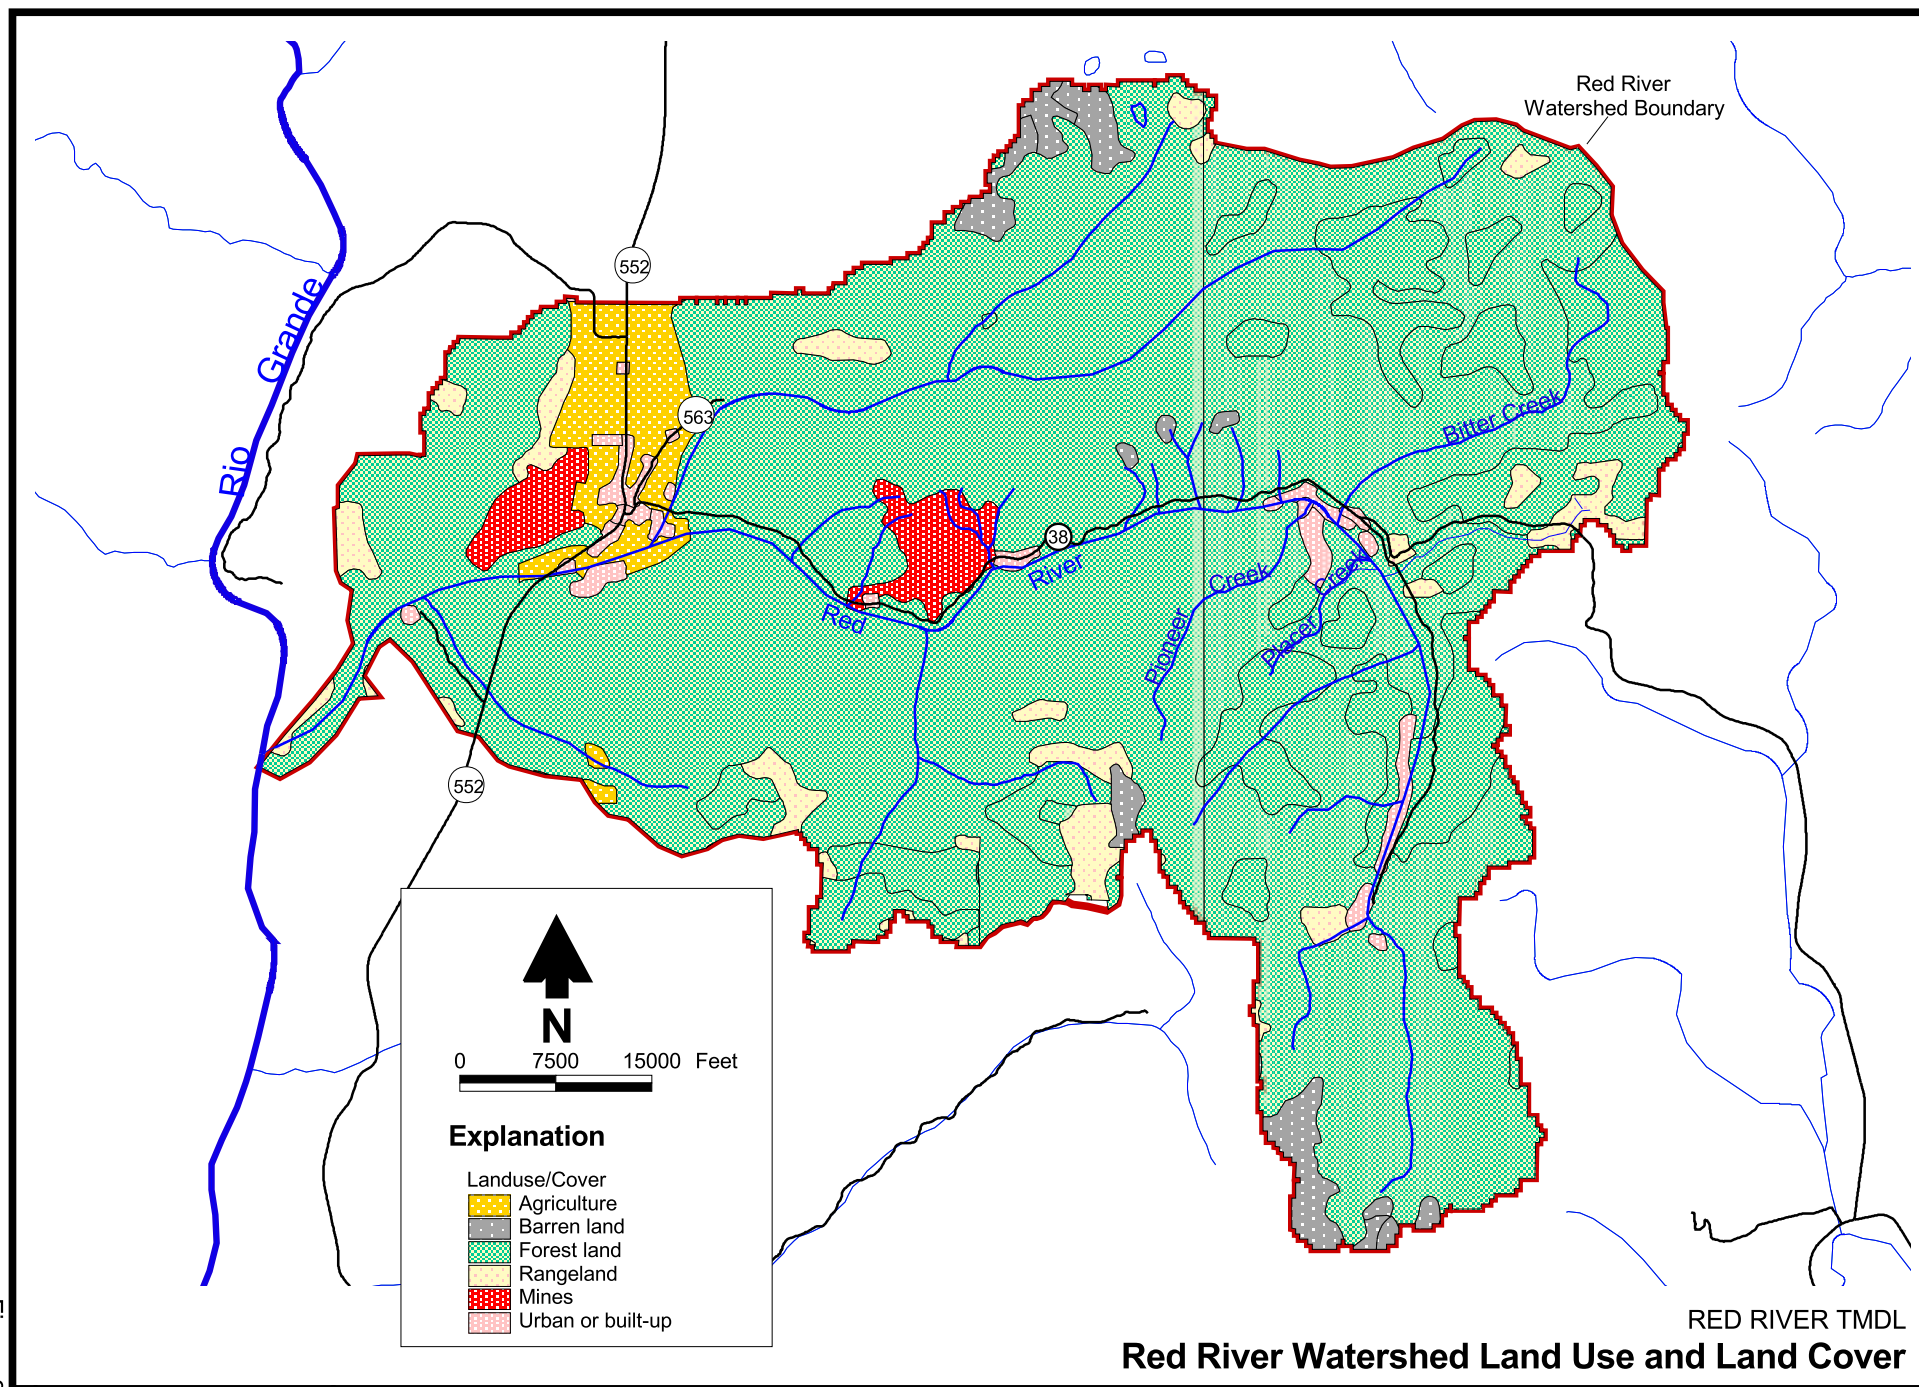 Red River
Watershed Boundary
552
Rio Grande
563
Bitter Creek
38
River
Red
Pioneer Creek
Placer Creek
552
N
0 7500 15000 Feet
Explanation
Landuse/Cover
Agriculture
Barren land
Forest land
Rangeland
Mines
Urban or built-up
RED RIVER TMDL
Red River Watershed Land Use and Land Cover